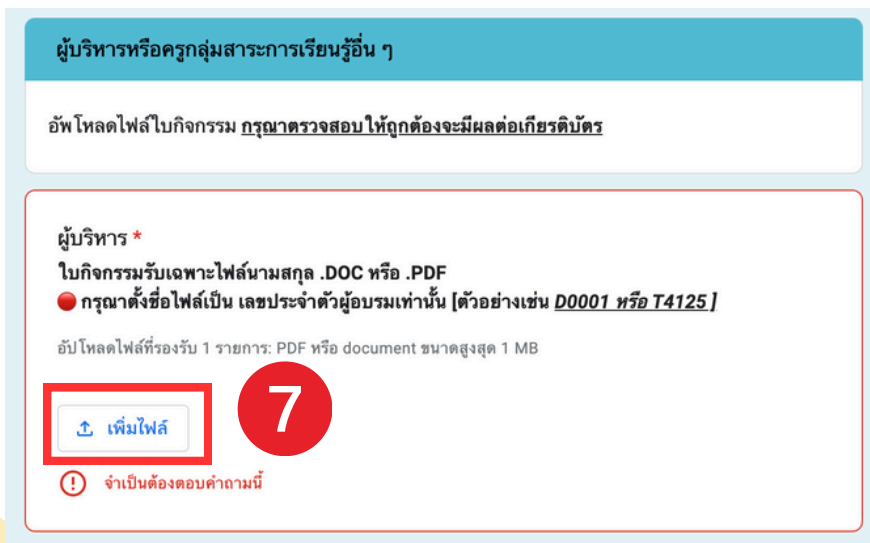 ผู้บริหารหรือครูกลุ่มสาระการเรียนรู้อื่น ๆ
อัพโหลดไฟล์ใบกิจกรรม กรุณาตรวจสอบให้ถูกต้องจะมีผลต่อเกียรติบัตร
ผู้บริหาร *
ใบกิจกรรมรับเฉพาะไฟล์นามสกุล .DOC หรือ .PDF
🔴 กรุณาตั้งชื่อไฟล์เป็น เลขประจำตัวผู้อบรมเท่านั้น [ตัวอย่างเช่น D0001 หรือ T4125 ]
อัปโหลดไฟล์ที่รองรับ 1 รายการ: PDF หรือ document ขนาดสูงสุด 1 MB
เพิ่มไฟล์
7
จำเป็นต้องตอบคำถามนี้